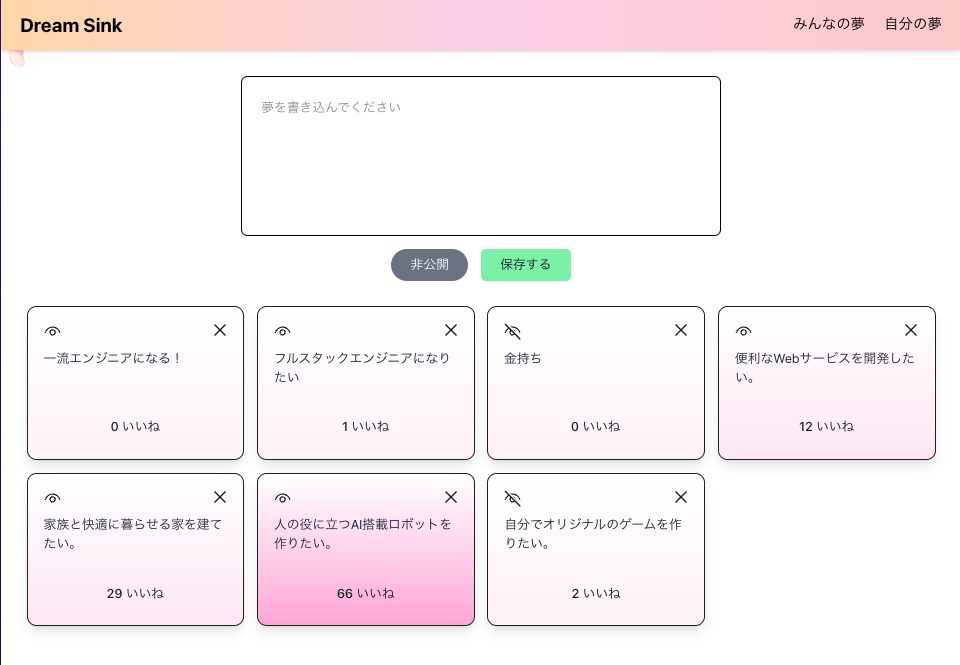 Dream Sink
みんなの夢 自分の夢
夢を書き込んでください
非公開 保存する
一流エンジニアになる！
0 いいね
フルスタックエンジニアになり
たい
1 いいね
金持ち
0 いいね
便利なWebサービスを開発した
い。
12 いいね
家族と快適に暮らせる家を建て
たい。
29 いいね
人の役に立つAI搭載ロボットを
作りたい。
66 いいね
自分でオリジナルのゲームを作
りたい。
2 いいね